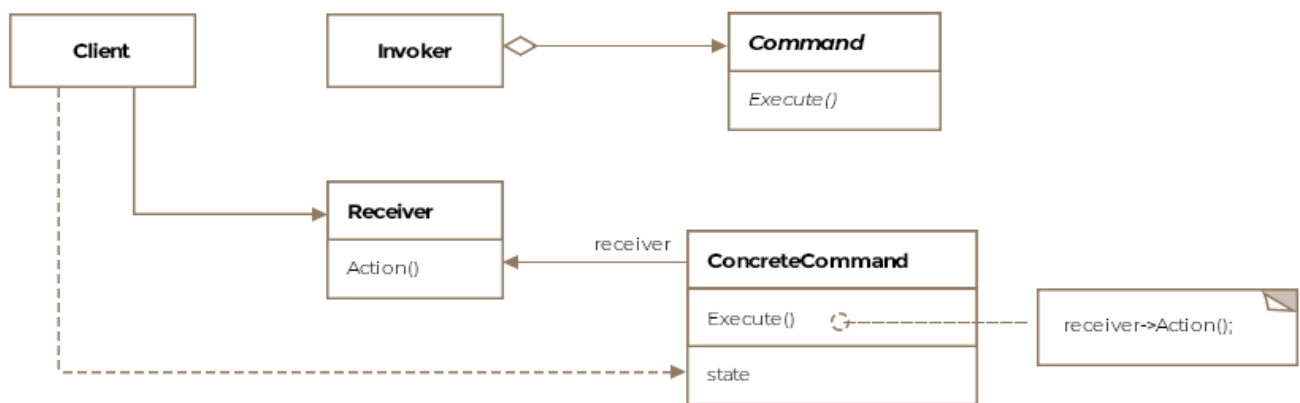 Client
Invoker
Command
Execute()
Receiver
Action()
receiver
ConcreteCommand
Execute()
receiver->Action();
state